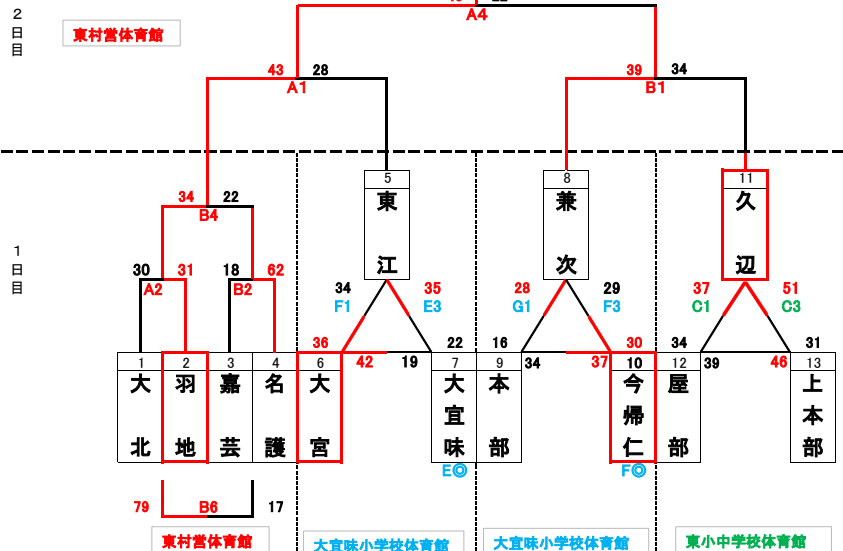 A4
2日目
東村営体育館
43 28
A1
39 34
B1
5
東江
8
兼次
11
久辺
1日目
34 22
B4
30 31
A2
18 62
B2
34 35
F1 E3
28 29
G1 F3
37 51
C1 C3
36
42 19
22
16
34 37
30
34
39 46
31
1
大北
2
羽地
3
嘉芸
4
名護
6
大宮
7
大宜味
9
本部
10
今帰仁
12
屋部
13
上本部
E◎
F◎
79 B6 17
東村営体育館
大宜味小学校体育館
大宜味小学校体育館
東小中学校体育館